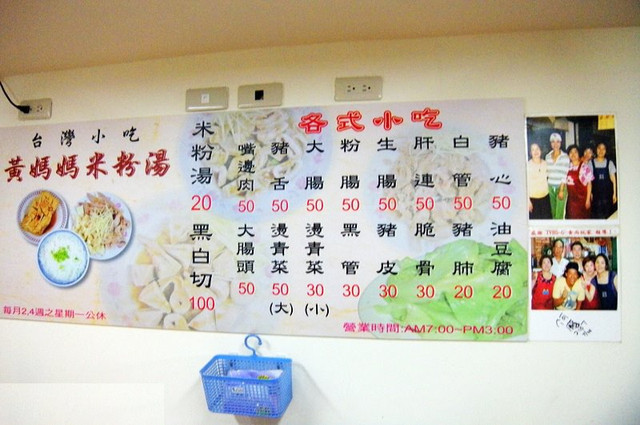 台灣小吃
黃媽媽米粉湯
各式小吃
米粉湯 20
嘴邊肉 50
豬舌 50
大腸 50
粉腸 50
生腸 50
肝連 50
白管 50
豬心 50
黑白切 100
大腸頭 50
燙青菜 50 (大)
燙青菜 30 (小)
黑管 30
豬皮 30
脆骨 30
豬肺 20
油豆腐 20
每月2.4週之星期一公休
營業時間:AM7:00~PM3:00